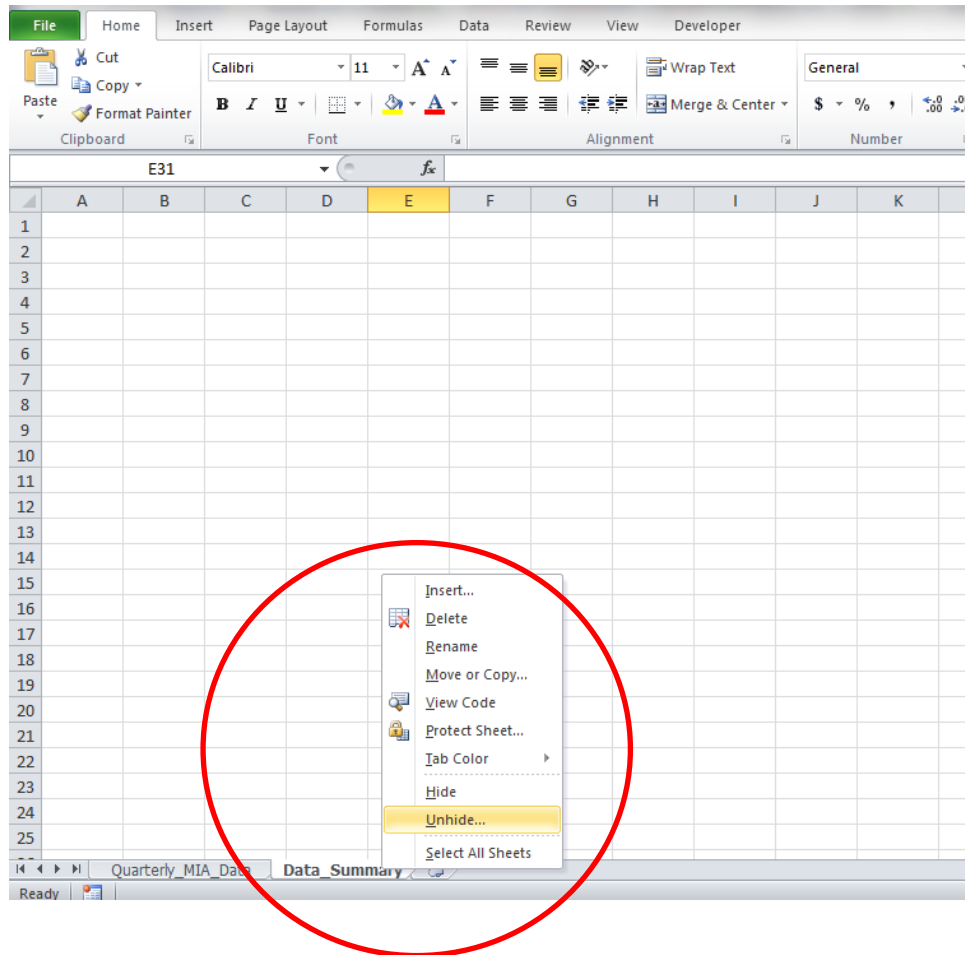 File Home Insert Page Layout Formulas Data Review View Developer
Cut
Copy
Format Painter
Paste
Clipboard
Calibri 11 A A
B I U A
Font
Wrap Text
Merge & Center
Alignment
General
$ % , .00 .0
Number
E31 fx
A B C D E F G H I J K
1
2
3
4
5
6
7
8
9
10
11
12
13
14
15
16
17
18
19
20
21
22
23
24
25
Insert...
Delete
Rename
Move or Copy...
View Code
Protect Sheet...
Tab Color
Hide
Unhide...
Select All Sheets
Quarterly_MIA_Data Data_Summary
Ready